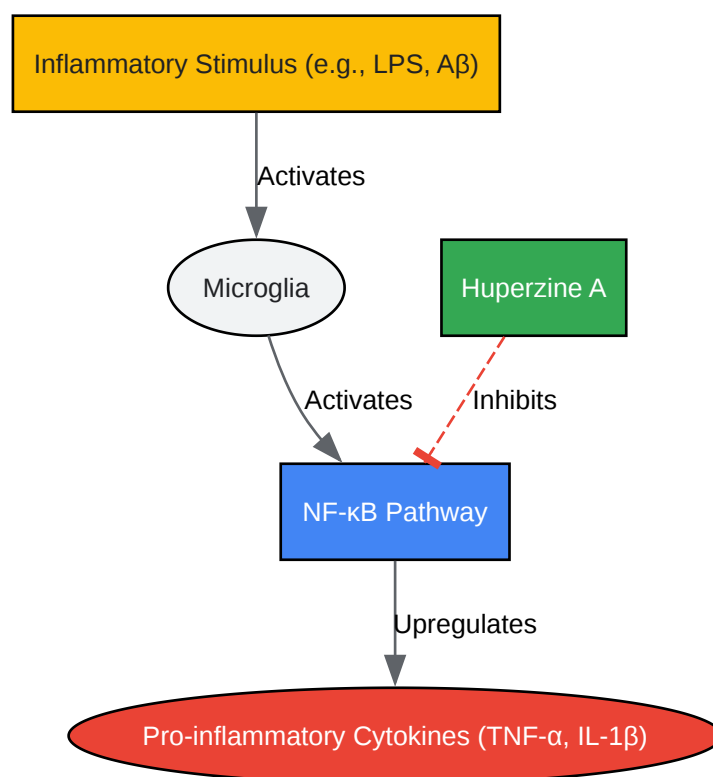 Inflammatory Stimulus (e.g., LPS, Aβ)
Activates
Microglia
Huperzine A
Activates
Inhibits
NF-κB Pathway
Upregulates
Pro-inflammatory Cytokines (TNF-α, IL-1β)